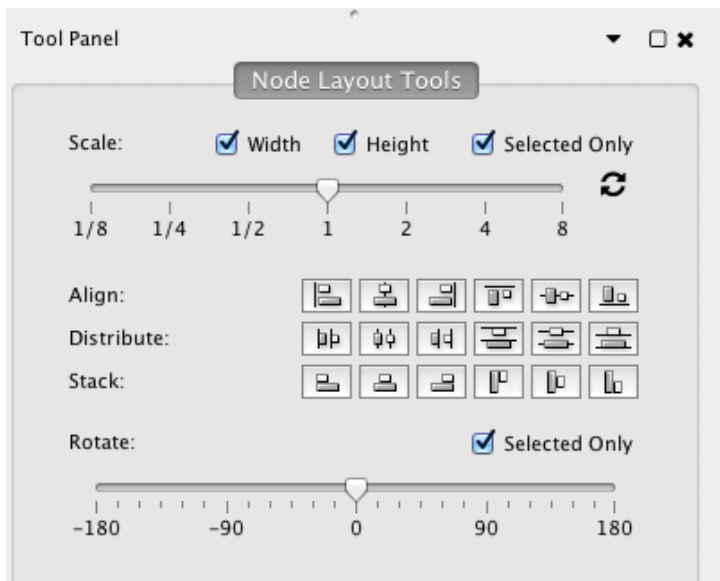 Tool Panel
Node Layout Tools
Scale: Width Height Selected Only
1/8 1/4 1/2 1 2 4 8
Align:
Distribute:
Stack:
Rotate: Selected Only
−180 −90 0 90 180